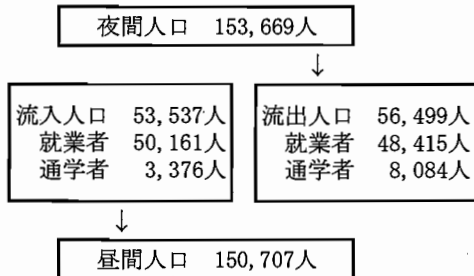 夜間人口　153,669人
↓
流入人口　53,537人
就業者　50,161人
通学者　3,376人
流出人口　56,499人
就業者　48,415人
通学者　8,084人
↓
昼間人口　150,707人